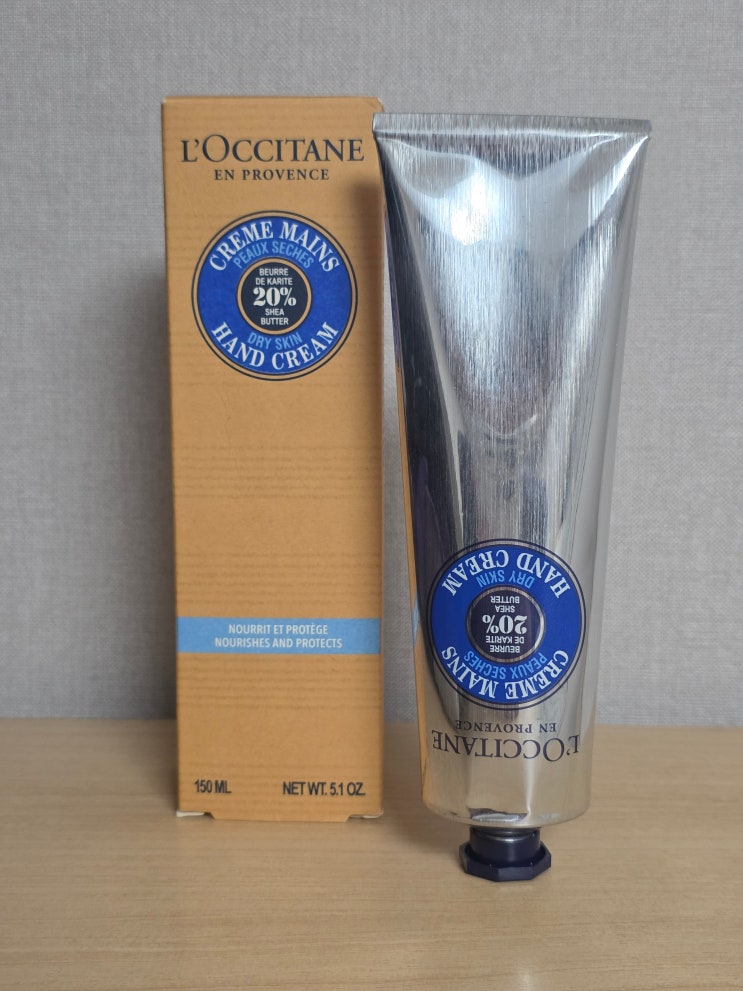 L'OCCITANE
EN PROVENCE
CREME MAINS
PEAUX SECHES
BEURRE
DE KARITE
20%
SHEA
BUTTER
DRY SKIN
HAND CREAM
NOURRIT ET PROTÈGE
NOURISHES AND PROTECTS
150 ML NET WT. 5.1 OZ.
L'OCCITANE
EN PROVENCE
CREME MAINS
PEAUX SECHES
BEURRE
DE KARITE
20%
SHEA
BUTTER
DRY SKIN
HAND CREAM